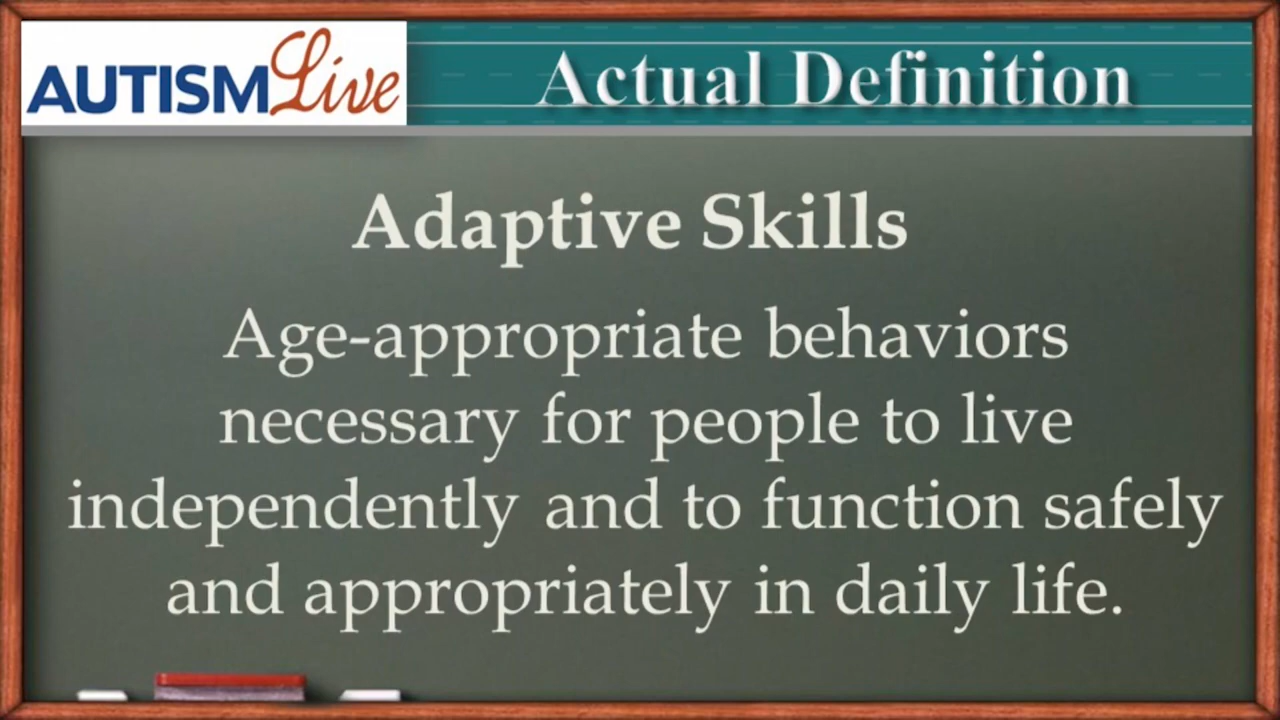 AUTISM Live
Actual Definition
Adaptive Skills
Age-appropriate behaviors
necessary for people to live
independently and to function safely
and appropriately in daily life.